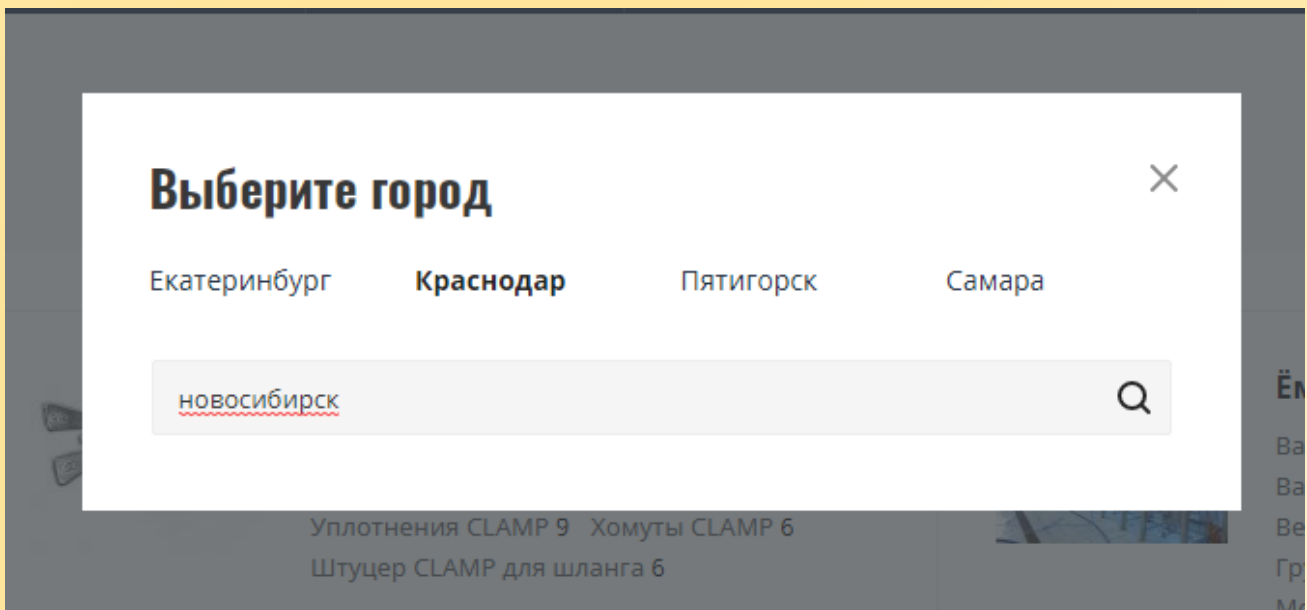 Выберите город
Екатеринбург Краснодар Пятигорск Самара
новосибирск
Уплотнения CLAMP 9 Хомуты CLAMP 6
Штуцер CLAMP для шланга 6